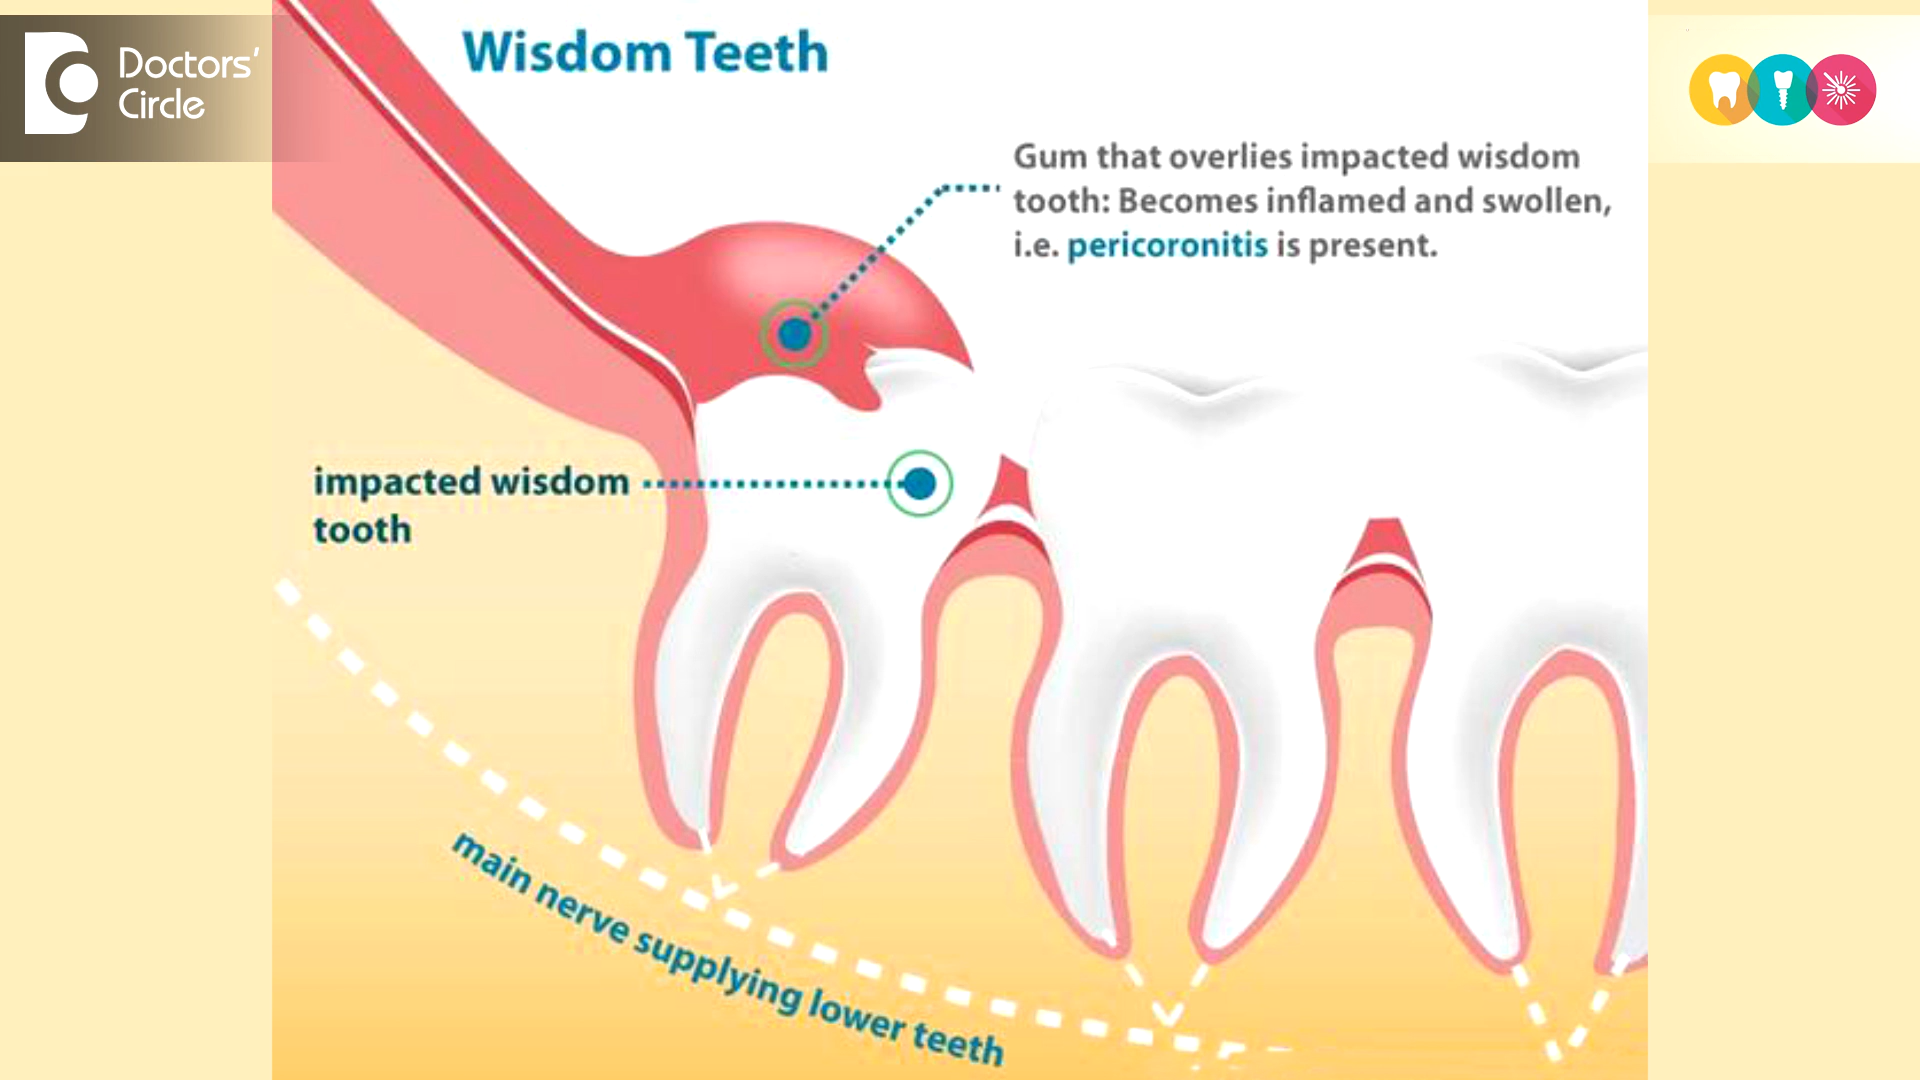 Doctors'
Circle
Wisdom Teeth
Gum that overlies impacted wisdom
tooth: Becomes inflamed and swollen,
i.e. pericoronitis is present.
impacted wisdom
tooth
main nerve supplying lower teeth